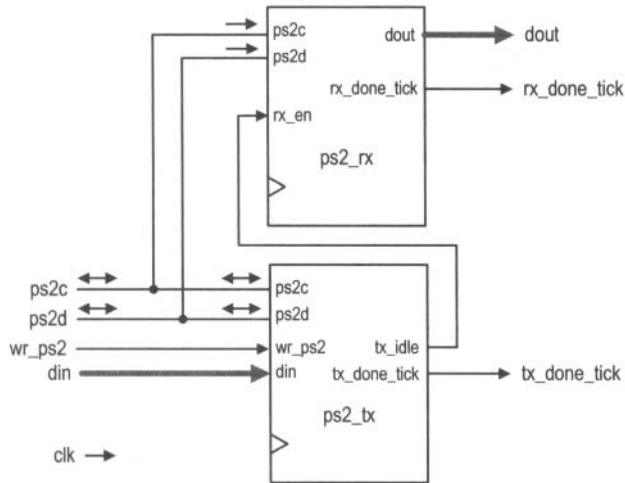 ps2c
dout
dout
ps2d
rx_done_tick
rx_done_tick
rx_en
ps2_rx
ps2c
ps2c
ps2d
ps2d
wr_ps2
wr_ps2
tx_idle
din
din
tx_done_tick
tx_done_tick
ps2_tx
clk